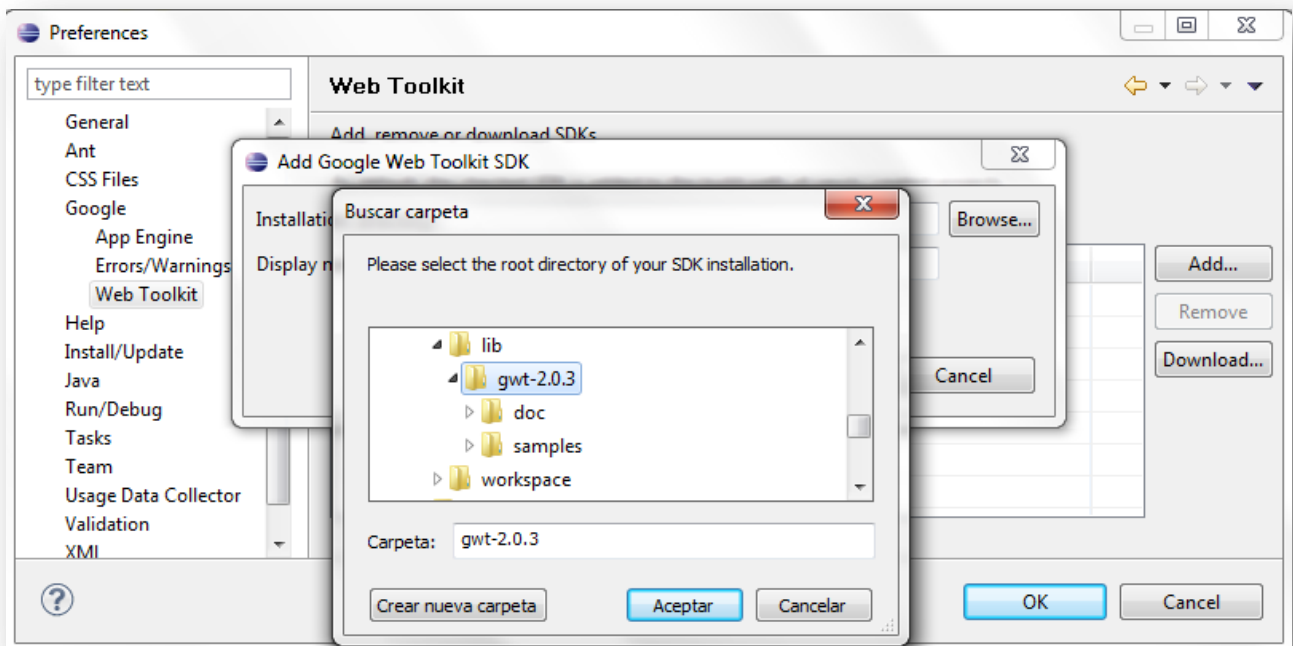 Preferences
type filter text
Web Toolkit
General
Ant
CSS Files
Google
App Engine
Errors/Warnings
Web Toolkit
Help
Install/Update
Java
Run/Debug
Tasks
Team
Usage Data Collector
Validation
XML
Add, remove or download SDKs
Add...
Remove
Download...
Add Google Web Toolkit SDK
Installatio
Browse...
Display n
Cancel
Buscar carpeta
Please select the root directory of your SDK installation.
lib
gwt-2.0.3
doc
samples
workspace
Carpeta: gwt-2.0.3
Crear nueva carpeta Aceptar Cancelar
OK Cancel